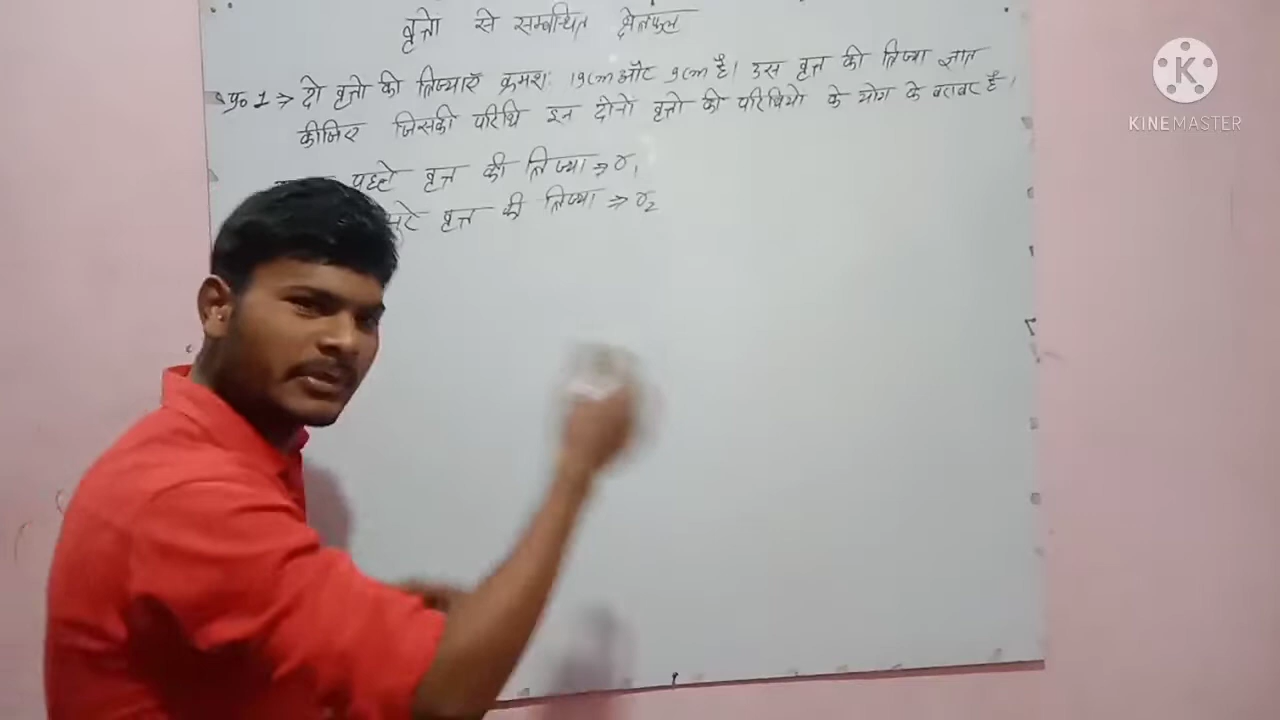 वृत्तो से सम्बन्धित क्षेत्रफल
प्र० 1 → दो वृत्तो की त्रिज्याएँ क्रमशः 19cm और 9cm है। उस वृत्त की त्रिज्या ज्ञात
कीजिए जिसकी परिधि इन दोनो वृत्तो की परिधियो के योग के बराबर है।
पहले वृत्त की त्रिज्या → r₁
वृत्त की त्रिज्या → r₂
KINEMASTER